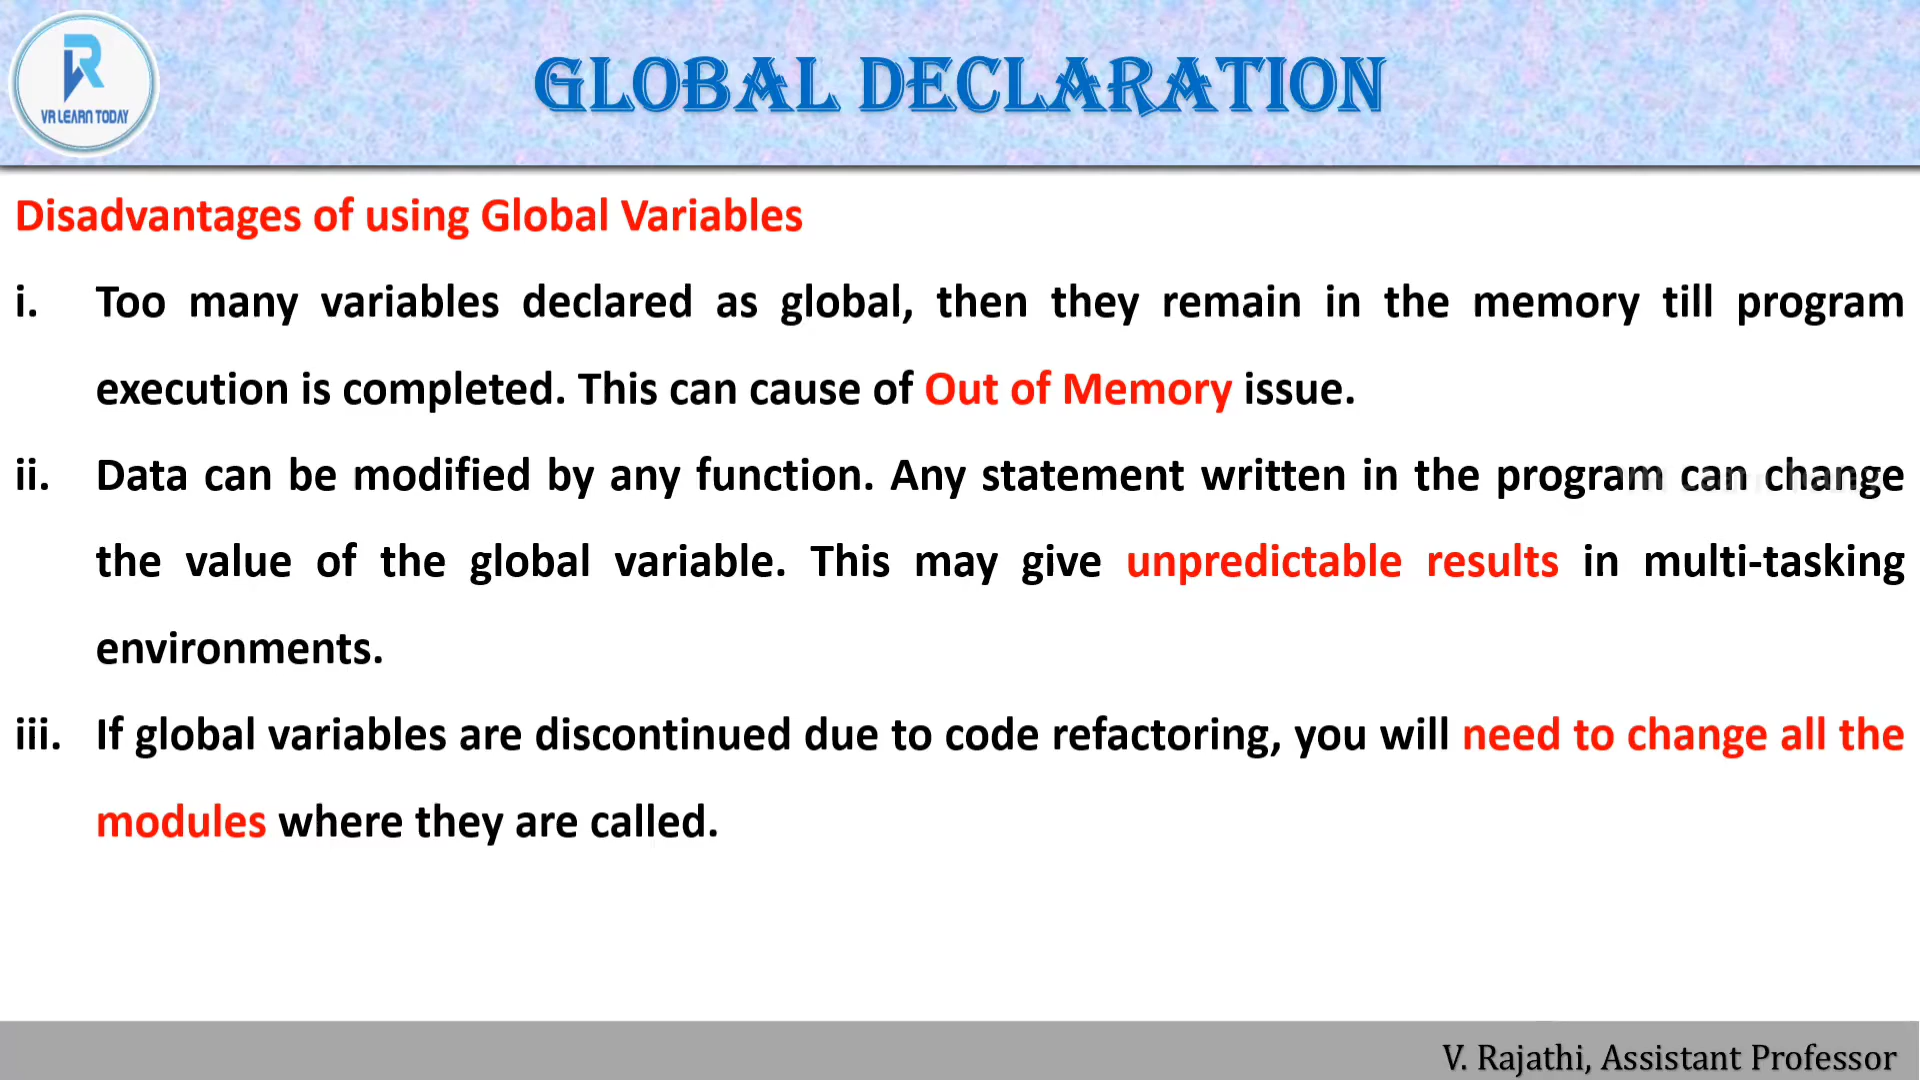 VR LEARN TODAY
GLOBAL DECLARATION
Disadvantages of using Global Variables
i. Too many variables declared as global, then they remain in the memory till program
execution is completed. This can cause of Out of Memory issue.
ii. Data can be modified by any function. Any statement written in the program can change
the value of the global variable. This may give unpredictable results in multi-tasking
environments.
iii. If global variables are discontinued due to code refactoring, you will need to change all the
modules where they are called.
V. Rajathi, Assistant Professor